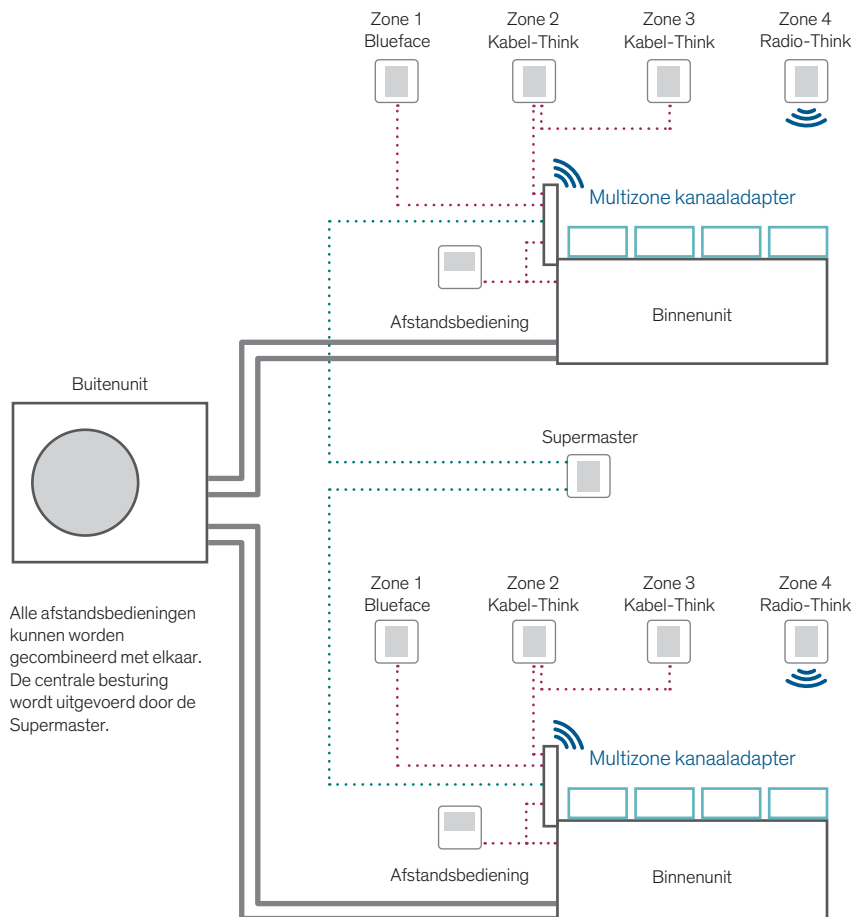 Zone 1
Blueface
Zone 2
Kabel-Think
Zone 3
Kabel-Think
Zone 4
Radio-Think
Multizone kanaaladapter
Afstandsbediening
Binnenunit
Buitenunit
Supermaster
Alle afstandsbedieningen
kunnen worden
gecombineerd met elkaar.
De centrale besturing
wordt uitgevoerd door de
Supermaster.
Zone 1
Blueface
Zone 2
Kabel-Think
Zone 3
Kabel-Think
Zone 4
Radio-Think
Multizone kanaaladapter
Afstandsbediening
Binnenunit